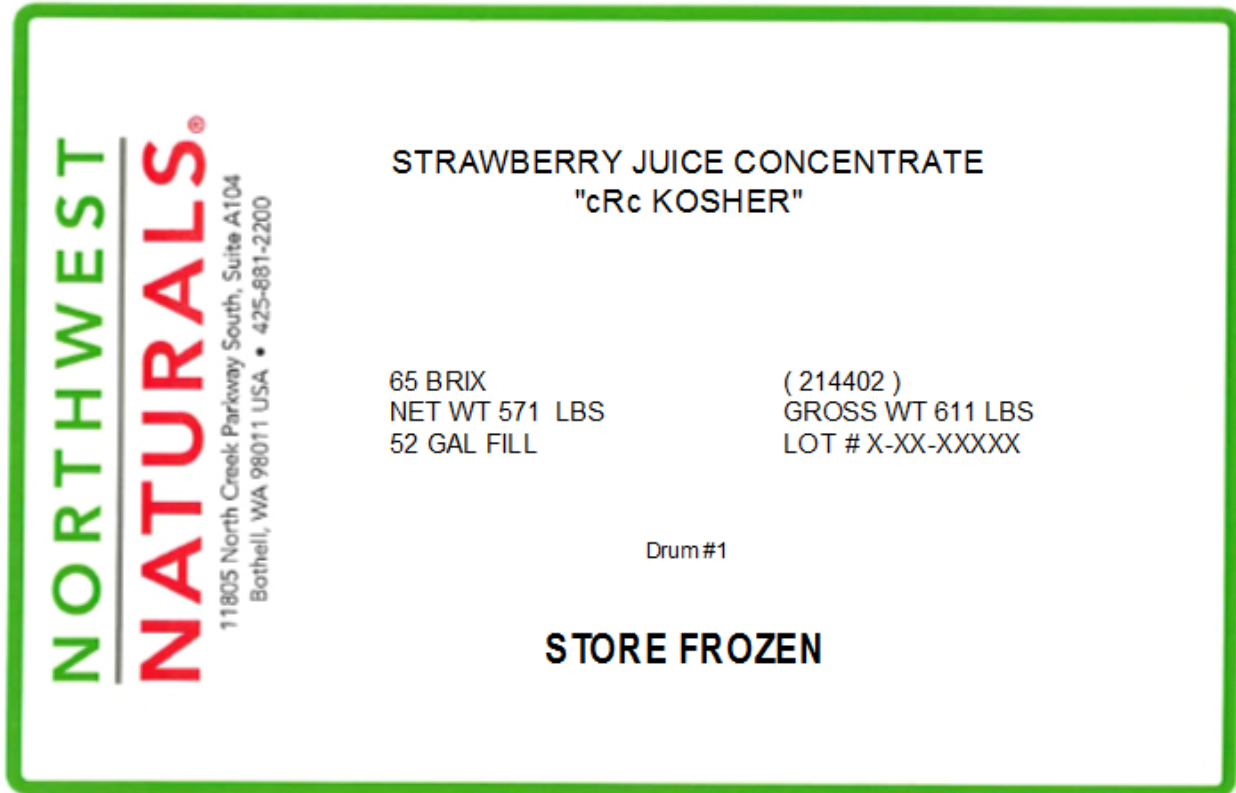 NORTHWEST
NATURALS®
11805 North Creek Parkway South, Suite A104
Bothell, WA 98011 USA • 425-881-2200
STRAWBERRY JUICE CONCENTRATE
"cRc KOSHER"
65 BRIX
NET WT 571 LBS
52 GAL FILL
( 214402 )
GROSS WT 611 LBS
LOT # X-XX-XXXXX
Drum #1
STORE FROZEN